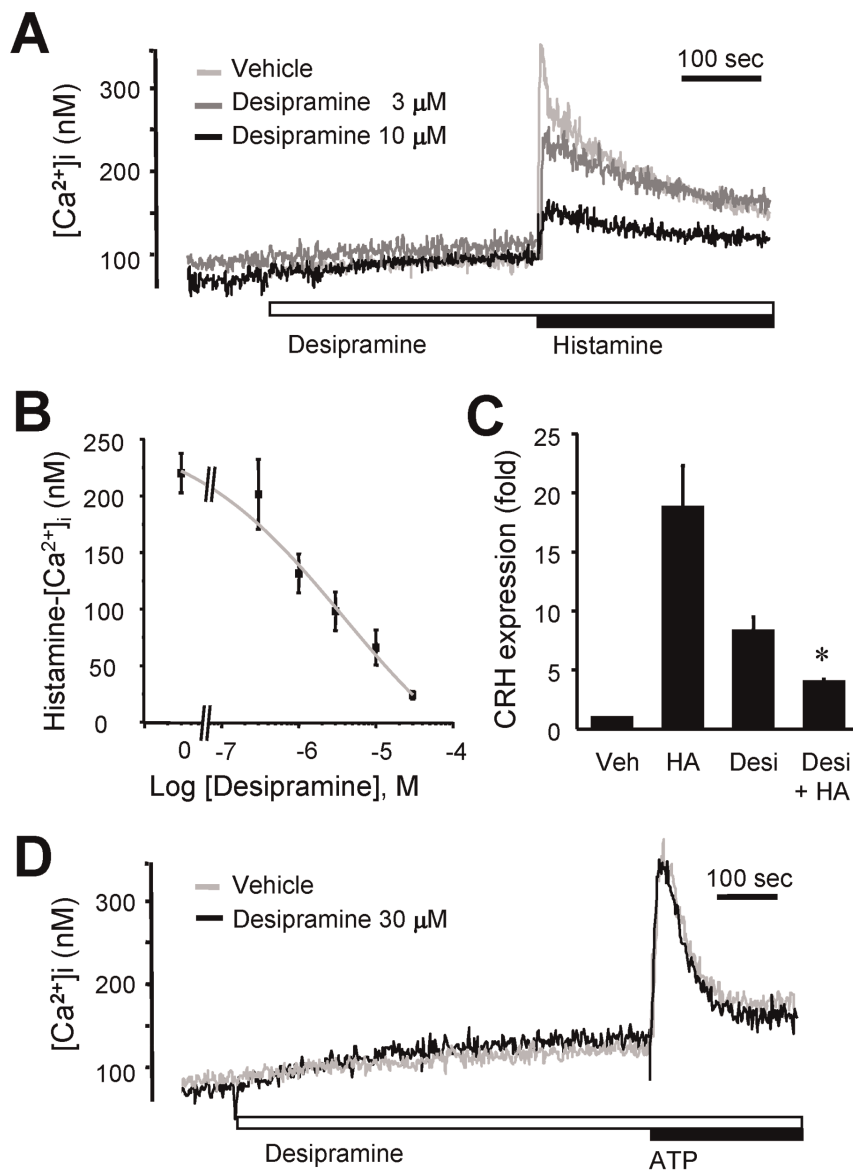 A
[Ca²⁺]i (nM)
300
200
100
Vehicle
Desipramine 3 μM
Desipramine 10 μM
100 sec
Desipramine
Histamine
B
Histamine-[Ca²⁺]ᵢ (nM)
250
200
150
100
50
0
0 -7 -6 -5 -4
Log [Desipramine], M
C
CRH expression (fold)
25
20
15
10
5
0
*
Veh HA Desi Desi
+ HA
D
[Ca²⁺]i (nM)
300
200
100
Vehicle
Desipramine 30 μM
100 sec
Desipramine
ATP